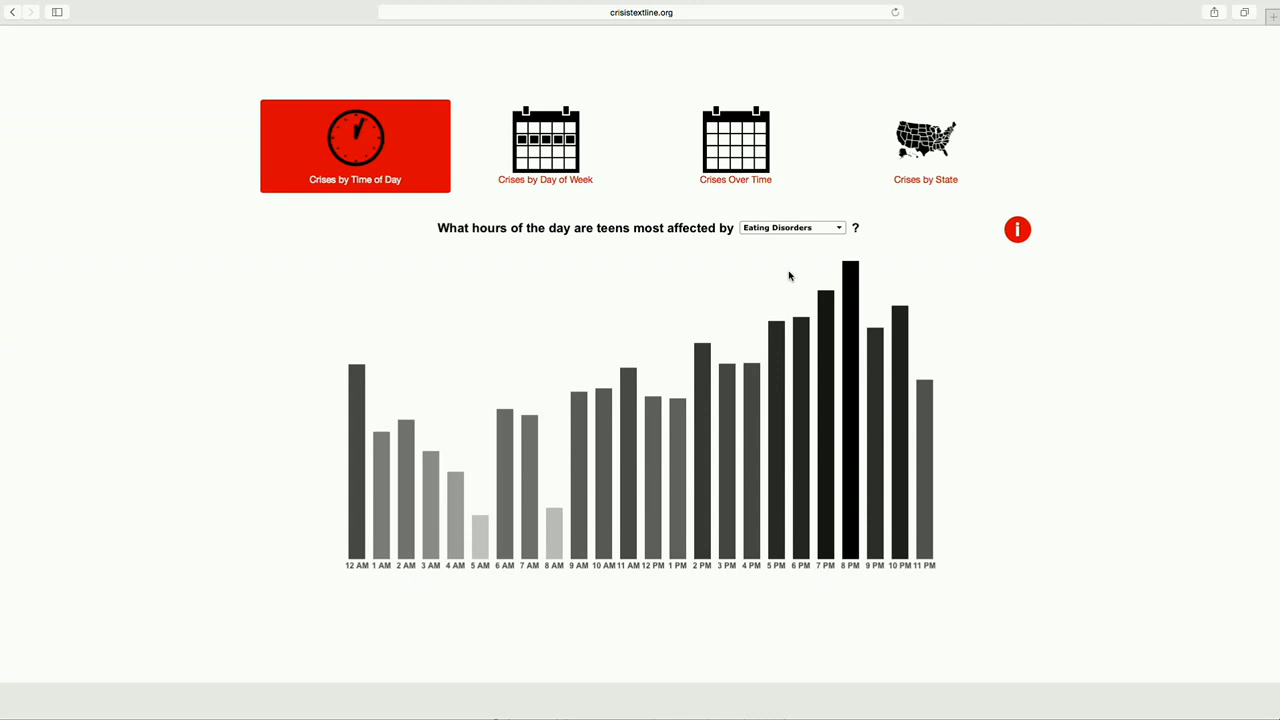 crisistextline.org
Crises by Time of Day
Crises by Day of Week
Crises Over Time
Crises by State
What hours of the day are teens most affected by Eating Disorders ?
i
12 AM 1 AM 2 AM 3 AM 4 AM 5 AM 6 AM 7 AM 8 AM 9 AM 10 AM 11 AM 12 PM 1 PM 2 PM 3 PM 4 PM 5 PM 6 PM 7 PM 8 PM 9 PM 10 PM 11 PM